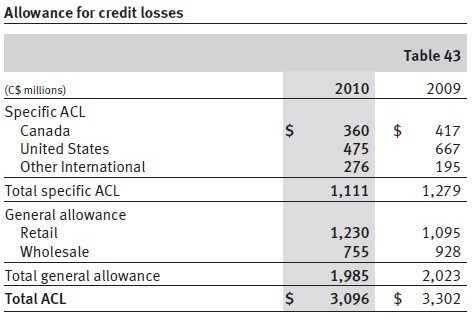 Allowance for credit losses
Table 43
(C$ millions) 2010 2009
Specific ACL
Canada $ 360 $ 417
United States 475 667
Other International 276 195
Total specific ACL 1,111 1,279
General allowance
Retail 1,230 1,095
Wholesale 755 928
Total general allowance 1,985 2,023
Total ACL $ 3,096 $ 3,302